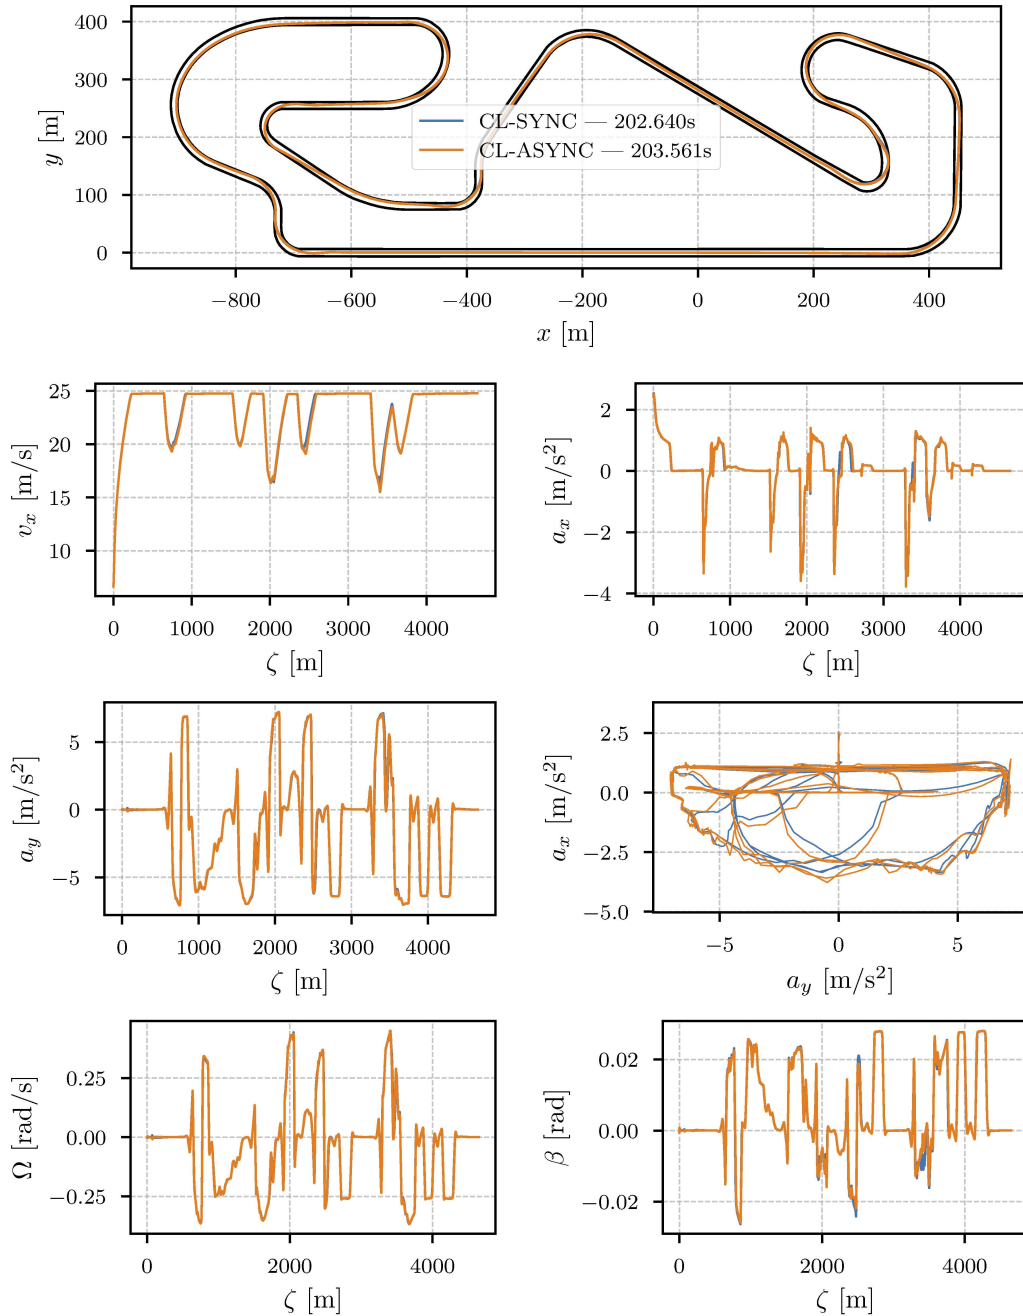 400
300
200
100
0
y [m]
CL-SYNC — 202.640s
CL-ASYNC — 203.561s
−800 −600 −400 −200 0 200 400
x [m]
25
20
15
10
v_x [m/s]
0 1000 2000 3000 4000
ζ [m]
2
0
−2
−4
a_x [m/s²]
0 1000 2000 3000 4000
ζ [m]
5
0
−5
a_y [m/s²]
0 1000 2000 3000 4000
ζ [m]
2.5
0.0
−2.5
−5.0
a_x [m/s²]
−5 0 5
a_y [m/s²]
0.25
0.00
−0.25
Ω [rad/s]
0 2000 4000
ζ [m]
0.02
0.00
−0.02
β [rad]
0 2000 4000
ζ [m]